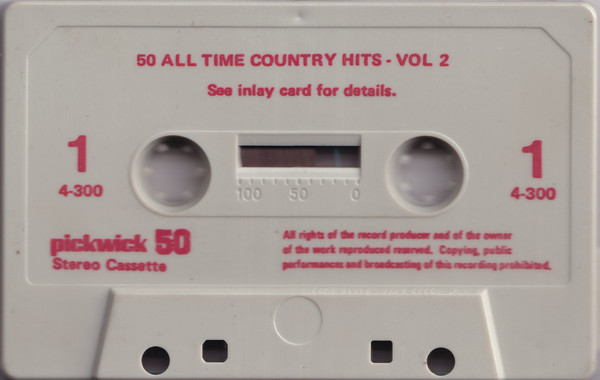 50 ALL TIME COUNTRY HITS - VOL 2
See inlay card for details.
1
1
4-300
4-300
100 50 0
pickwick 50
Stereo Cassette
All rights of the record producer and of the owner
of the work reproduced reserved. Copying, public
performances and broadcasting of this recording prohibited.